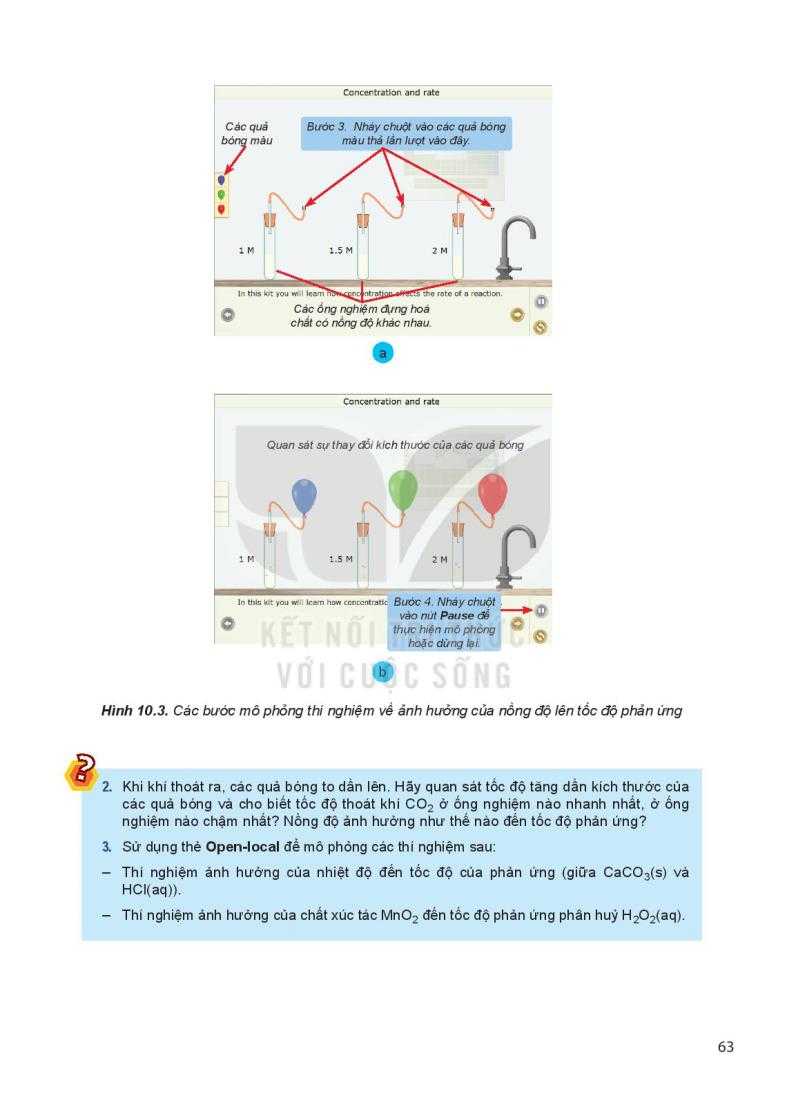 Concentration and rate
Các quả
bóng màu
Bước 3. Nháy chuột vào các quả bóng
màu thả lần lượt vào đây.
1 M
1.5 M
2 M
In this kit you will learn how concentration effects the rate of a reaction.
Các ống nghiệm đựng hoá
chất có nồng độ khác nhau.
a
Concentration and rate
Quan sát sự thay đổi kích thước của các quả bóng
1 M
1.5 M
2 M
In this kit you will learn how concentratio
Bước 4. Nháy chuột
vào nút Pause để
thực hiện mô phỏng
hoặc dừng lại.
KẾT NỐI TRI THỨC
VỚI CUỘC SỐNG
b
Hình 10.3. Các bước mô phỏng thí nghiệm về ảnh hưởng của nồng độ lên tốc độ phản ứng
2. Khi khí thoát ra, các quả bóng to dần lên. Hãy quan sát tốc độ tăng dần kích thước của
các quả bóng và cho biết tốc độ thoát khí CO₂ ở ống nghiệm nào nhanh nhất, ở ống
nghiệm nào chậm nhất? Nồng độ ảnh hưởng như thế nào đến tốc độ phản ứng?
3. Sử dụng thẻ Open-local để mô phỏng các thí nghiệm sau:
– Thí nghiệm ảnh hưởng của nhiệt độ đến tốc độ của phản ứng (giữa CaCO₃(s) và
HCl(aq)).
– Thí nghiệm ảnh hưởng của chất xúc tác MnO₂ đến tốc độ phản ứng phân huỷ H₂O₂(aq).
63